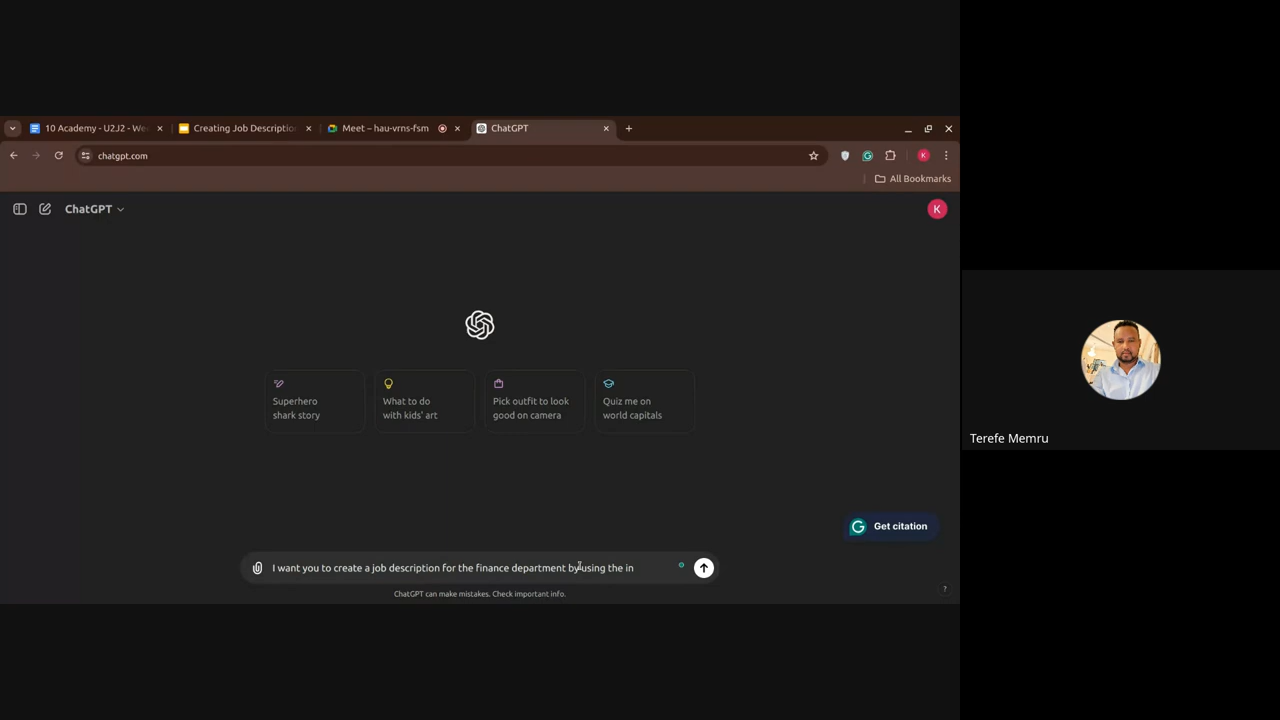 10 Academy - U2J2 - We
Creating Job Descriptio
Meet – hau-vrns-fsm
ChatGPT
chatgpt.com
K
All Bookmarks
ChatGPT
K
Superhero
shark story
What to do
with kids' art
Pick outfit to look
good on camera
Quiz me on
world capitals
Terefe Memru
Get citation
I want you to create a job description for the finance department by using the in
ChatGPT can make mistakes. Check important info.
?